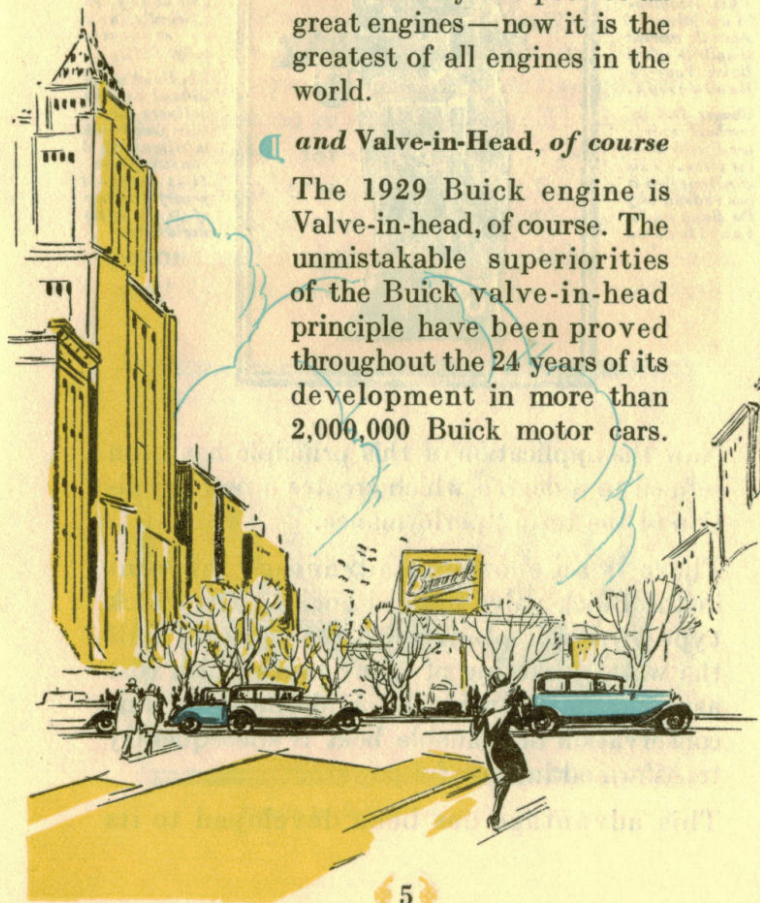 great engines—now it is the
greatest of all engines in the
world.
and Valve-in-Head, of course
The 1929 Buick engine is
Valve-in-head, of course. The
unmistakable superiorities
of the Buick valve-in-head
principle have been proved
throughout the 24 years of its
development in more than
2,000,000 Buick motor cars.
Buick
5